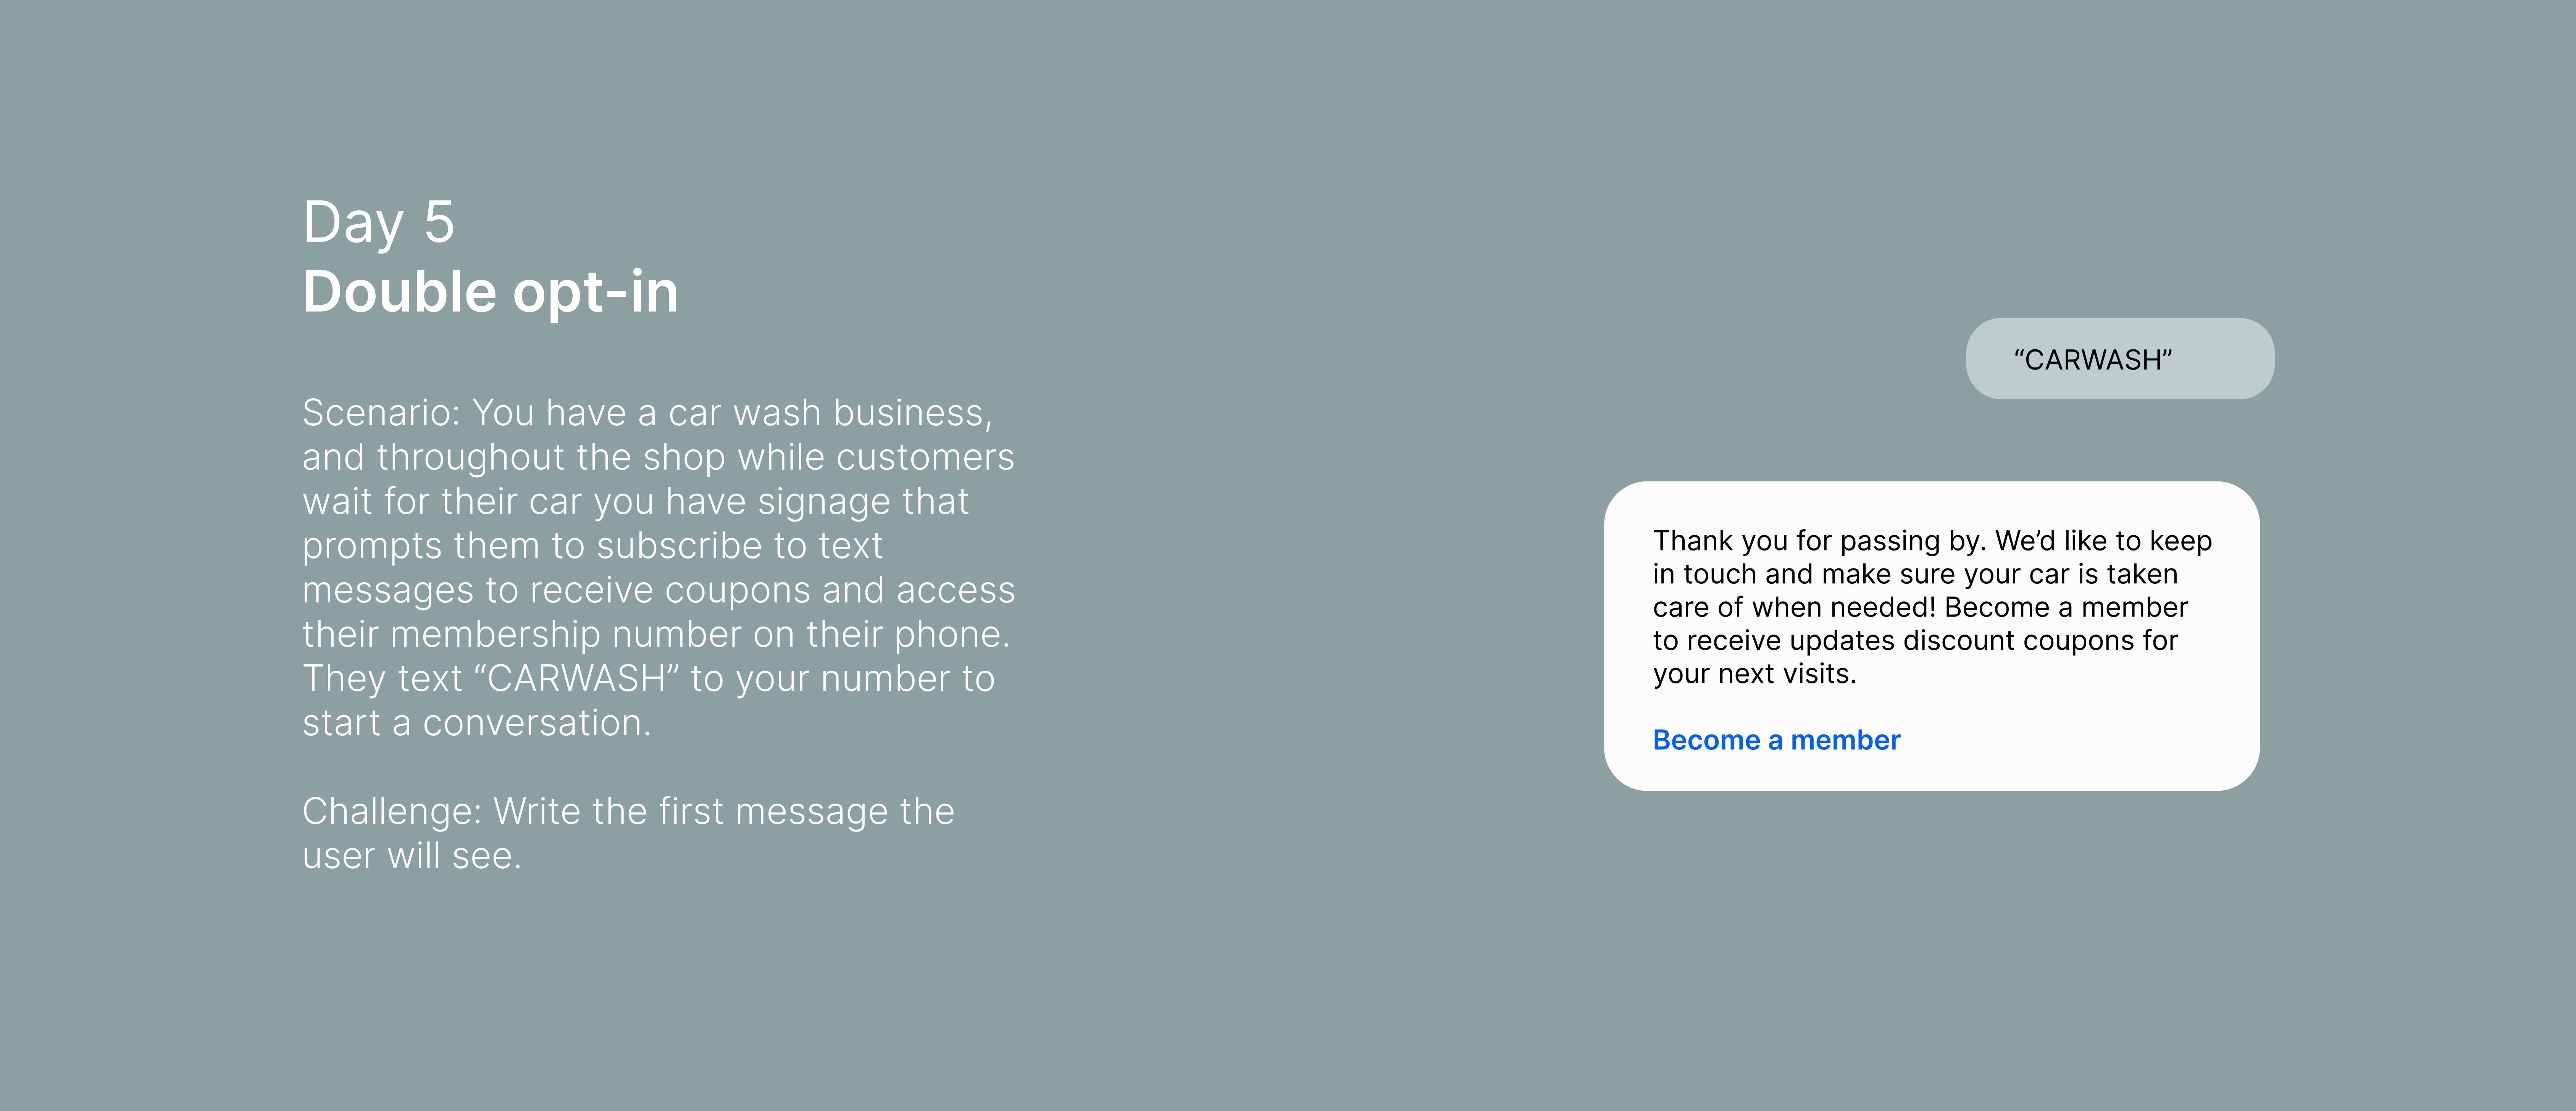 Day 5
Double opt-in
Scenario: You have a car wash business,
and throughout the shop while customers
wait for their car you have signage that
prompts them to subscribe to text
messages to receive coupons and access
their membership number on their phone.
They text “CARWASH” to your number to
start a conversation.
Challenge: Write the first message the
user will see.
“CARWASH”
Thank you for passing by. We’d like to keep
in touch and make sure your car is taken
care of when needed! Become a member
to receive updates discount coupons for
your next visits.
Become a member